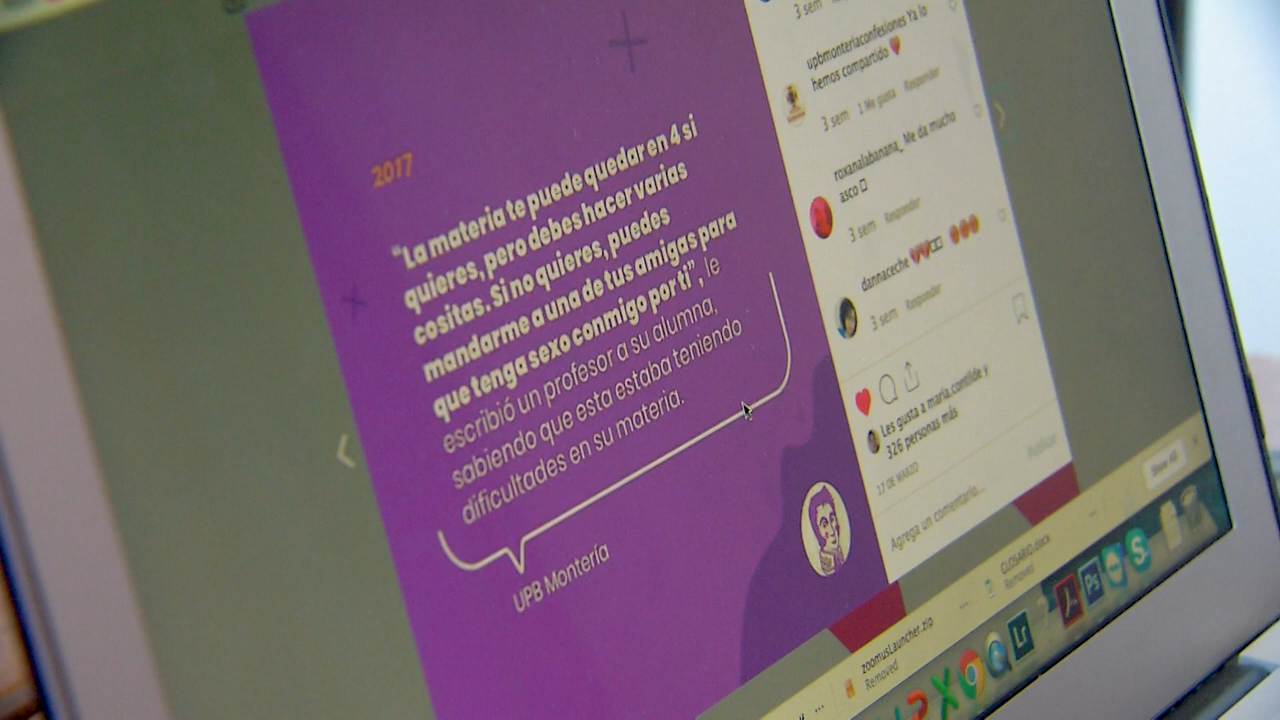 2017
"La materia te puede quedar en 4 si
quieres, pero debes hacer varias
cositas. Si no quieres, puedes
mandarme a una de tus amigas para
que tenga sexo conmigo por ti", le
escribió un profesor a su alumna,
sabiendo que esta estaba teniendo
dificultades en su materia.
UPB Montería
3 sem
upbmonteriaconfesiones Ya lo
hemos compartido ❤
3 sem 1 Me gusta Responder
roxanalabanana_ Me da mucho
asco
3 sem Responder
dannaceche
3 sem Responder
Les gusta a maria.contilde y
326 personas más
17 DE MARZO
Publicar
Agrega un comentario...
Show All
GLOSARIO.docx
Removed
zoomusLauncher.zip
Removed
Lr
Ps
S